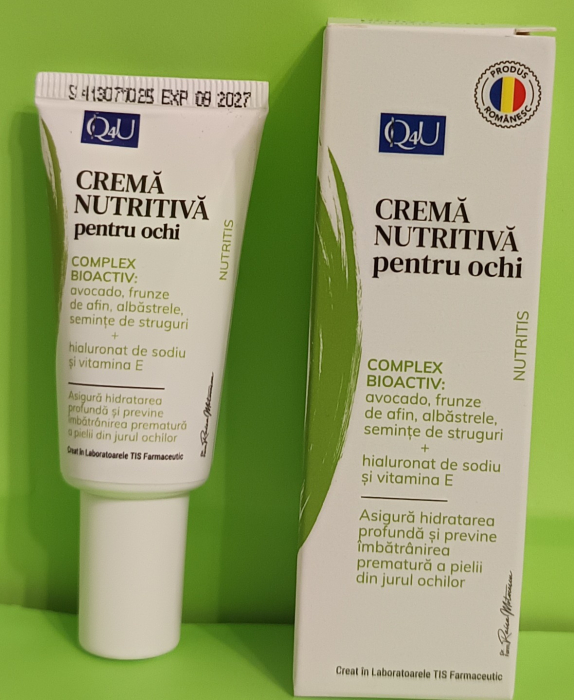 EXP 09 2027
Q4U
CREMĂ
NUTRITIVĂ
pentru ochi
NUTRITIS
COMPLEX
BIOACTIV:
avocado, frunze
de afin, albăstrele,
semințe de struguri
+
hialuronat de sodiu
și vitamina E
Asigură hidratarea
profundă și previne
îmbătrânirea prematură
a pielii din jurul ochilor
Creat în Laboratoarele TIS Farmaceutic
PRODUS
ROMÂNESC
Q4U
CREMĂ
NUTRITIVĂ
pentru ochi
NUTRITIS
COMPLEX
BIOACTIV:
avocado, frunze
de afin, albăstrele,
semințe de struguri
+
hialuronat de sodiu
și vitamina E
Asigură hidratarea
profundă și previne
îmbătrânirea
prematură a pielii
din jurul ochilor
Creat în Laboratoarele TIS Farmaceutic